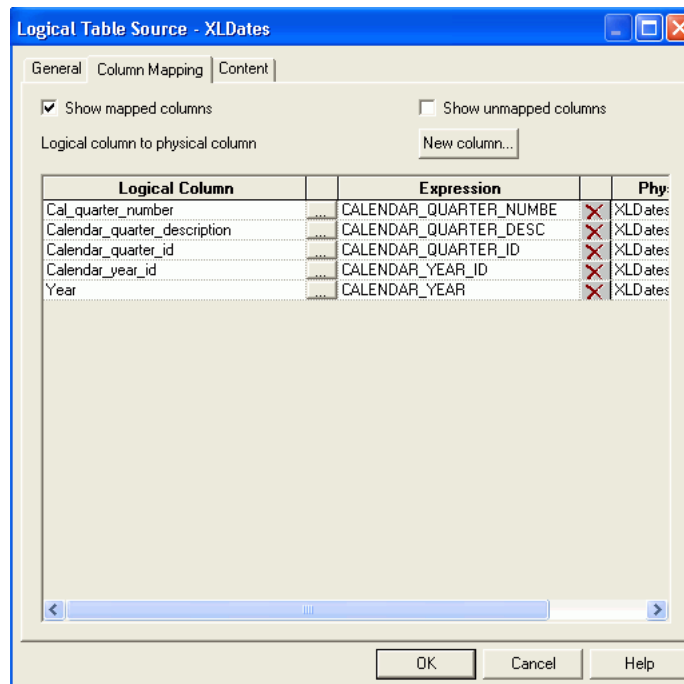 Logical Table Source - XLDates
General Column Mapping Content
Show mapped columns Show unmapped columns
Logical column to physical column New column...
Logical Column Expression Phy
Cal_quarter_number ... CALENDAR_QUARTER_NUMBE XLDates
Calendar_quarter_description ... CALENDAR_QUARTER_DESC XLDates
Calendar_quarter_id ... CALENDAR_QUARTER_ID XLDates
Calendar_year_id ... CALENDAR_YEAR_ID XLDates
Year ... CALENDAR_YEAR XLDates
OK Cancel Help